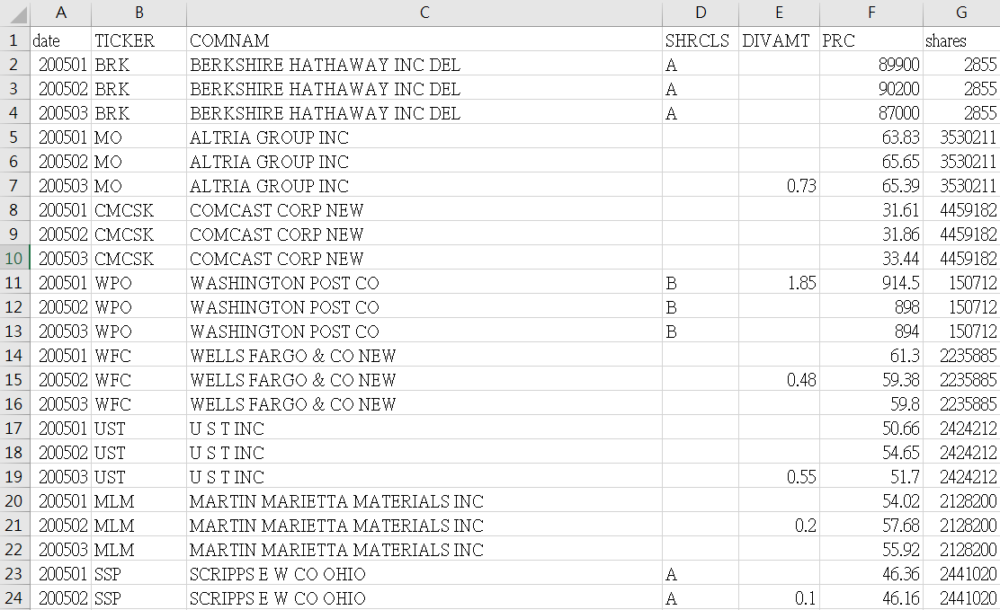 A B C D E F G
1 date TICKER COMNAM SHRCLS DIVAMT PRC shares
2 200501 BRK BERKSHIRE HATHAWAY INC DEL A 89900 2855
3 200502 BRK BERKSHIRE HATHAWAY INC DEL A 90200 2855
4 200503 BRK BERKSHIRE HATHAWAY INC DEL A 87000 2855
5 200501 MO ALTRIA GROUP INC 63.83 3530211
6 200502 MO ALTRIA GROUP INC 65.65 3530211
7 200503 MO ALTRIA GROUP INC 0.73 65.39 3530211
8 200501 CMCSK COMCAST CORP NEW 31.61 4459182
9 200502 CMCSK COMCAST CORP NEW 31.86 4459182
10 200503 CMCSK COMCAST CORP NEW 33.44 4459182
11 200501 WPO WASHINGTON POST CO B 1.85 914.5 150712
12 200502 WPO WASHINGTON POST CO B 898 150712
13 200503 WPO WASHINGTON POST CO B 894 150712
14 200501 WFC WELLS FARGO & CO NEW 61.3 2235885
15 200502 WFC WELLS FARGO & CO NEW 0.48 59.38 2235885
16 200503 WFC WELLS FARGO & CO NEW 59.8 2235885
17 200501 UST U S T INC 50.66 2424212
18 200502 UST U S T INC 54.65 2424212
19 200503 UST U S T INC 0.55 51.7 2424212
20 200501 MLM MARTIN MARIETTA MATERIALS INC 54.02 2128200
21 200502 MLM MARTIN MARIETTA MATERIALS INC 0.2 57.68 2128200
22 200503 MLM MARTIN MARIETTA MATERIALS INC 55.92 2128200
23 200501 SSP SCRIPPS E W CO OHIO A 46.36 2441020
24 200502 SSP SCRIPPS E W CO OHIO A 0.1 46.16 2441020